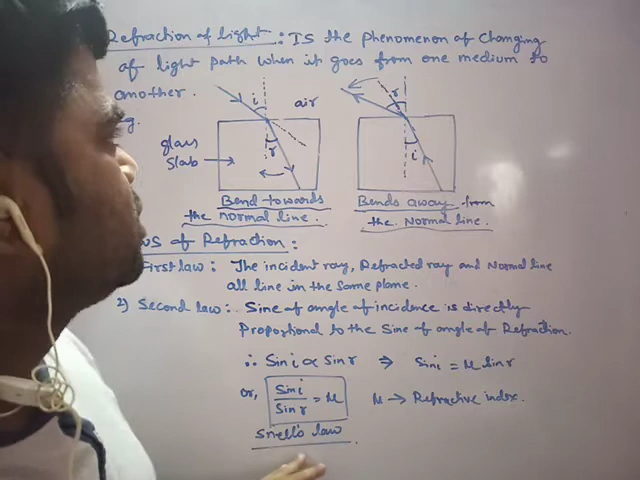 Refraction of Light : Is the phenomenon of changing
of light path when it goes from one medium to
another.
g.
i air r
glass
slab
r i
Bend towards
the normal line.
Bends away from
the Normal line.
ws of Refraction :
First law : The incident ray, Refracted ray and Normal line
all line in the same plane.
2) Second law : Sine of angle of incidence is directly
Propostional to the Sine of angle of Refraction.
∴ Sin i ∝ Sin r ⇒ Sin i = μ Sin r
or, Sin i / Sin r = μ μ → Refractive index.
Snell's law